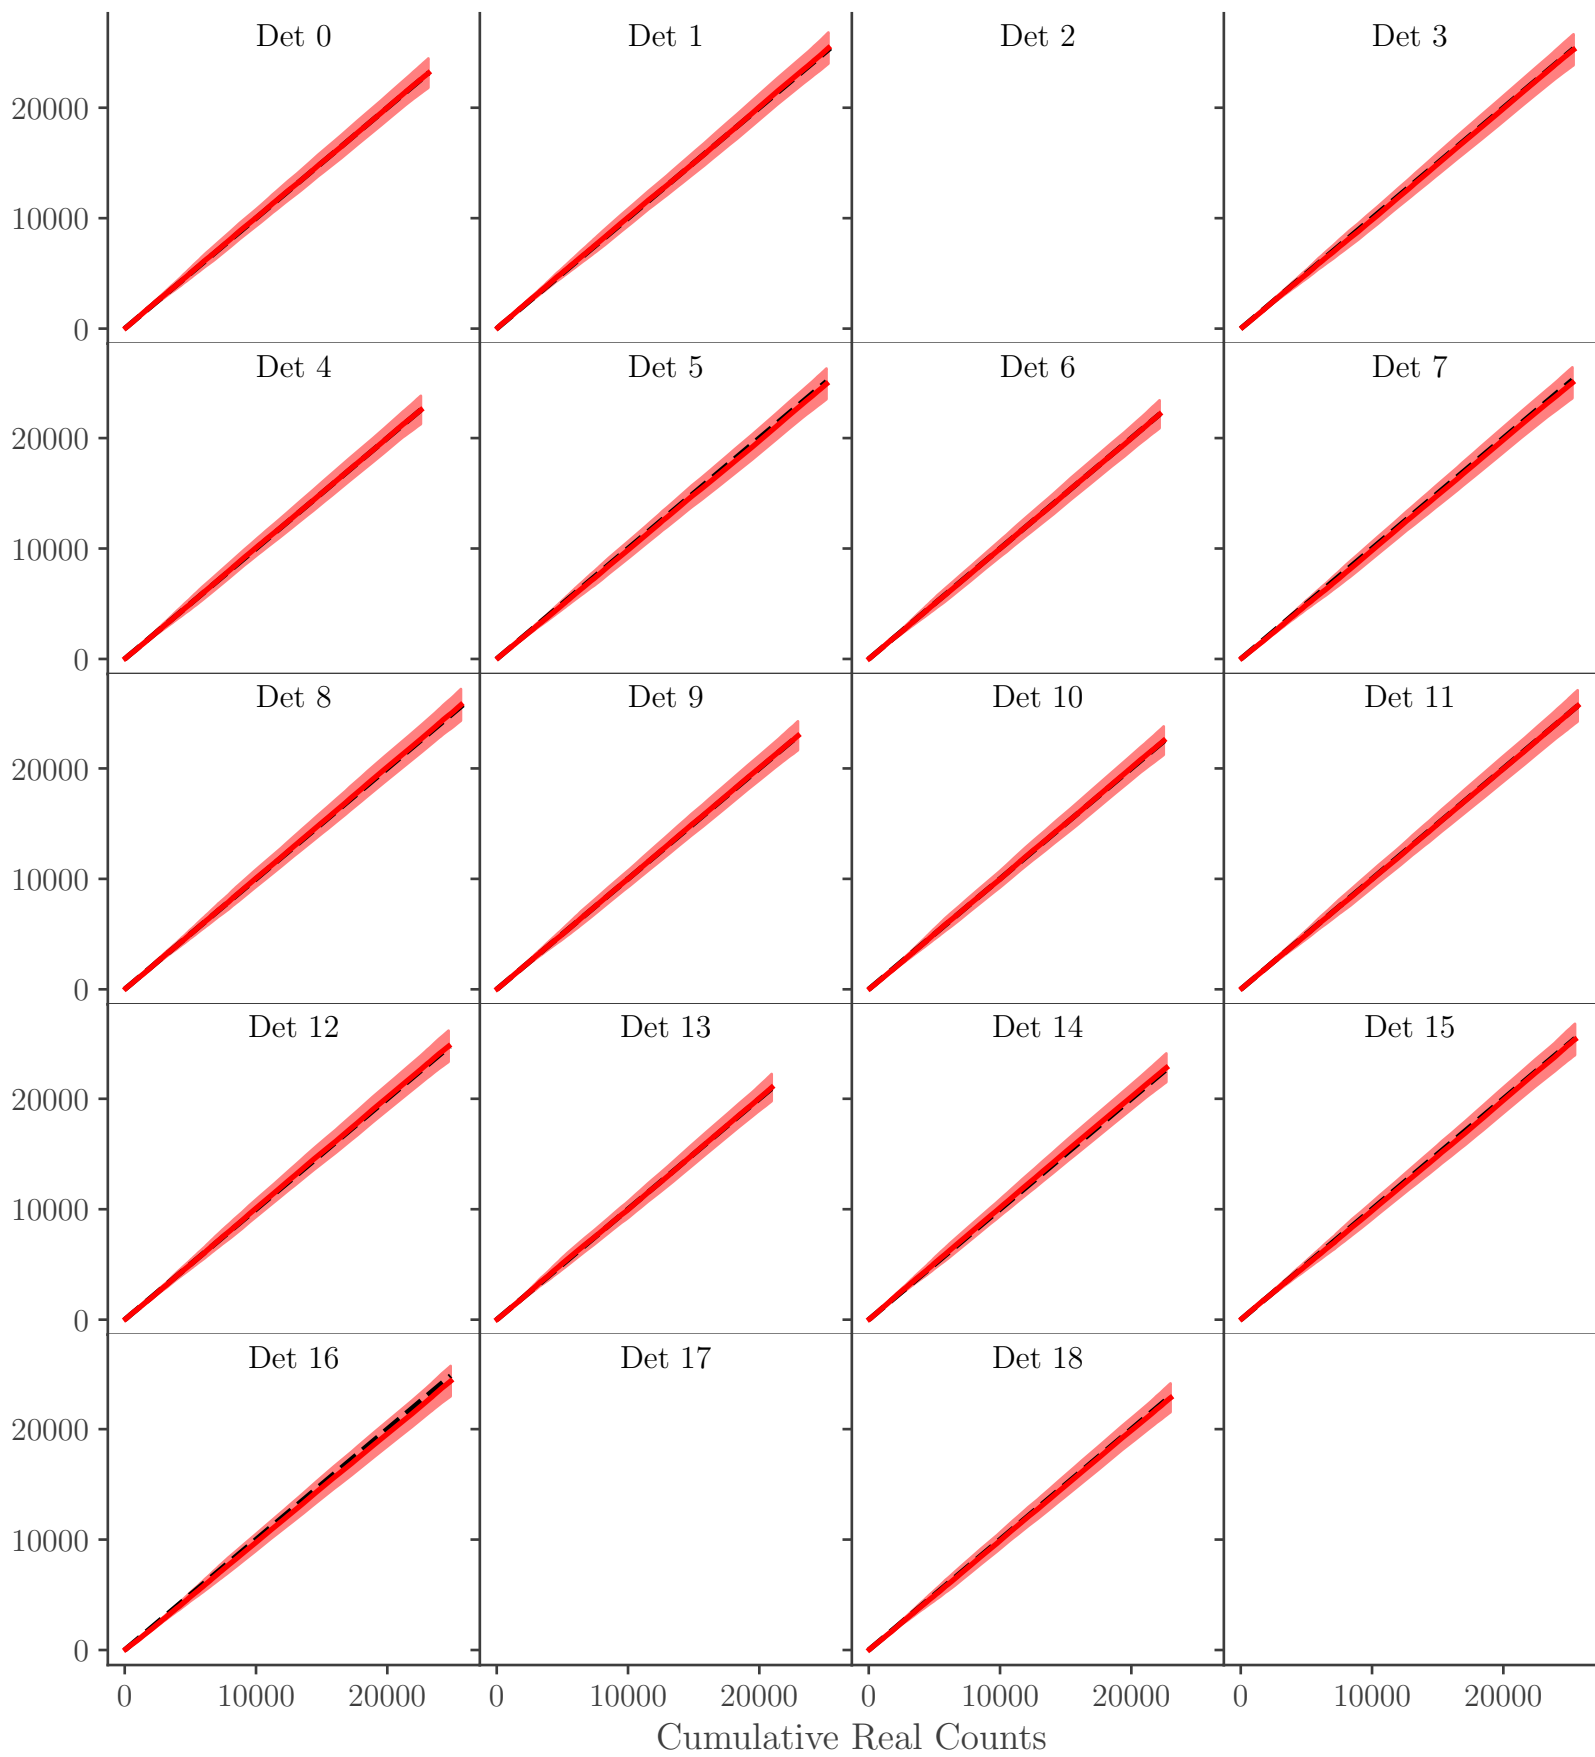 Det 0 Det 1 Det 2 Det 3
20000
10000
0
Det 4 Det 5 Det 6 Det 7
20000
10000
0
Det 8 Det 9 Det 10 Det 11
20000
10000
0
Det 12 Det 13 Det 14 Det 15
20000
10000
0
Det 16 Det 17 Det 18
20000
10000
0
0 10000 20000 0 10000 20000 0 10000 20000 0 10000 20000
Cumulative Real Counts